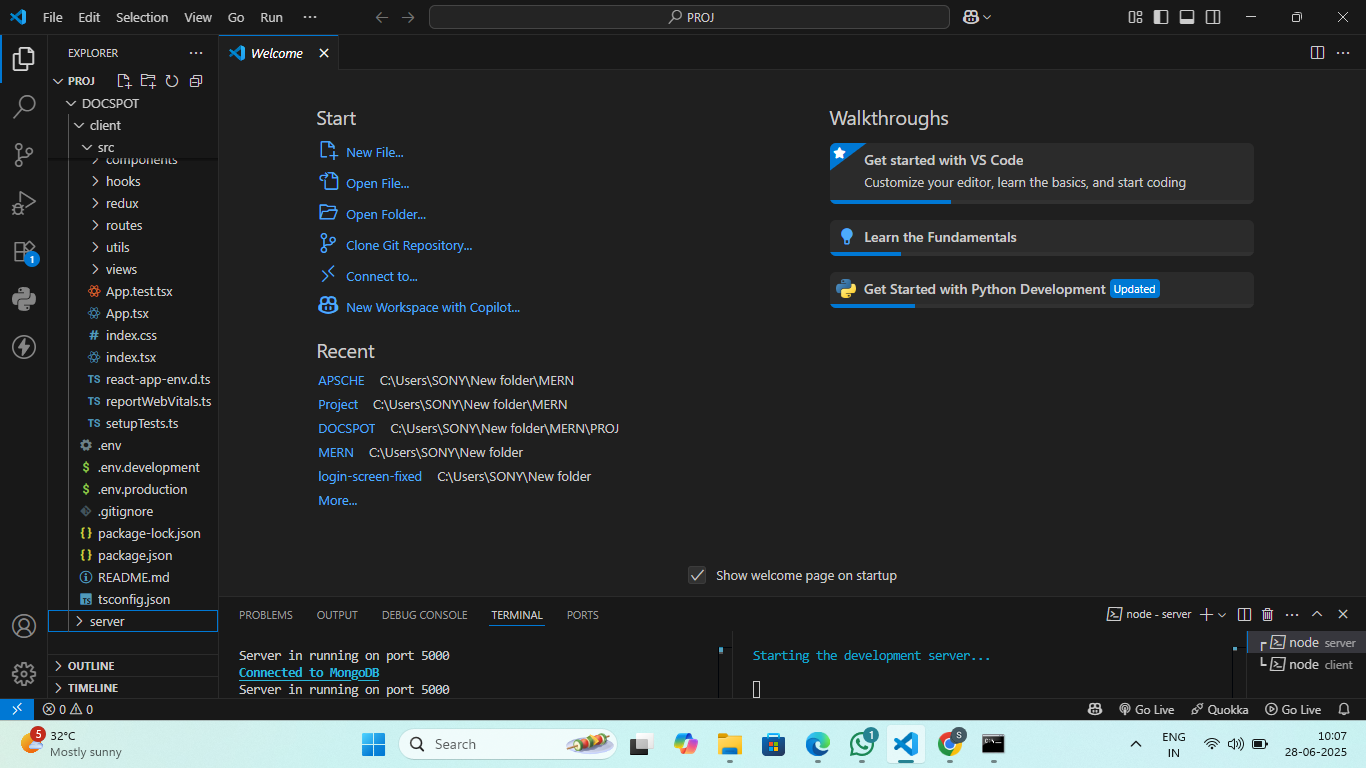 File Edit Selection View Go Run ···
PROJ
EXPLORER
PROJ
DOCSPOT
client
src
components
hooks
redux
routes
utils
views
App.test.tsx
App.tsx
index.css
index.tsx
TS react-app-env.d.ts
TS reportWebVitals.ts
TS setupTests.ts
.env
$ .env.development
$ .env.production
.gitignore
{} package-lock.json
{} package.json
README.md
TS tsconfig.json
server
OUTLINE
TIMELINE
1
Welcome
Start
New File...
Open File...
Open Folder...
Clone Git Repository...
Connect to...
New Workspace with Copilot...
Recent
APSCHE C:\Users\SONY\New folder\MERN
Project C:\Users\SONY\New folder\MERN
DOCSPOT C:\Users\SONY\New folder\MERN\PROJ
MERN C:\Users\SONY\New folder
login-screen-fixed C:\Users\SONY\New folder
More...
Walkthroughs
Get started with VS Code
Customize your editor, learn the basics, and start coding
Learn the Fundamentals
Get Started with Python Development Updated
Show welcome page on startup
PROBLEMS OUTPUT DEBUG CONSOLE TERMINAL PORTS
node - server
Server in running on port 5000
Connected to MongoDB
Server in running on port 5000
Starting the development server...
node server
node client
0 0
Go Live Quokka Go Live
5
32°C
Mostly sunny
Search
1
S
ENG
IN
10:07
28-06-2025